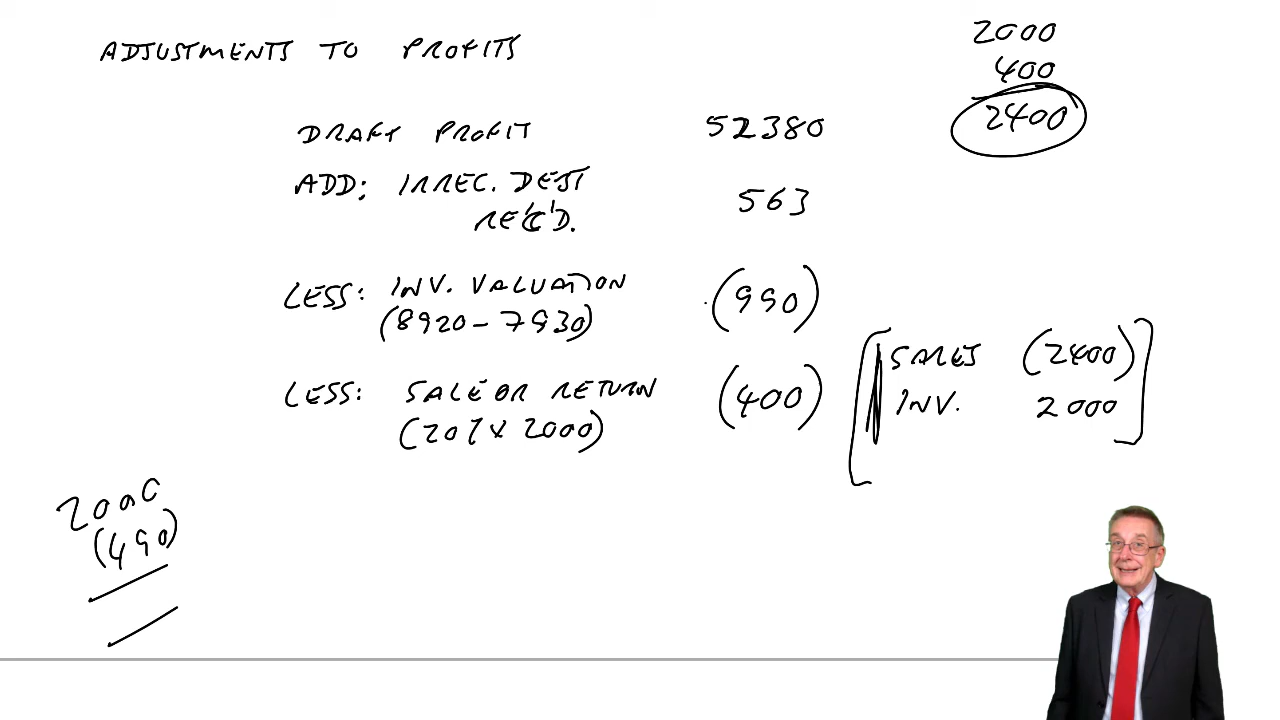 ADJUSTMENTS TO PROFITS
2000
400
2400
DRAFT PROFIT 52380
ADD: IRREC. DEBT
REC'D. 563
LESS: INV. VALUATION
(8920 - 7930) (990)
LESS: SALE OR RETURN
(20% x 2000) (400)
SALES (2400)
INV. 2000
2000
(490)